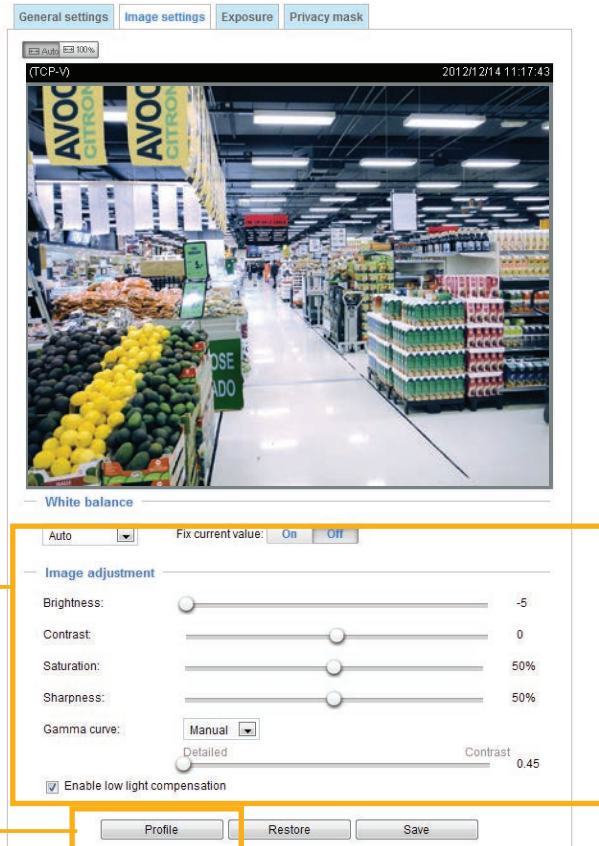 General settings Image settings Exposure Privacy mask
Auto 100%
(TCP-V) 2012/12/14 11:17:43
AVOC
CITRON
AVOC
CITRON
OSE
ADO
White balance
Auto Fix current value: On Off
Image adjustment
Brightness: -5
Contrast: 0
Saturation: 50%
Sharpness: 50%
Gamma curve: Manual
Detailed Contrast
0.45
Enable low light compensation
Profile Restore Save